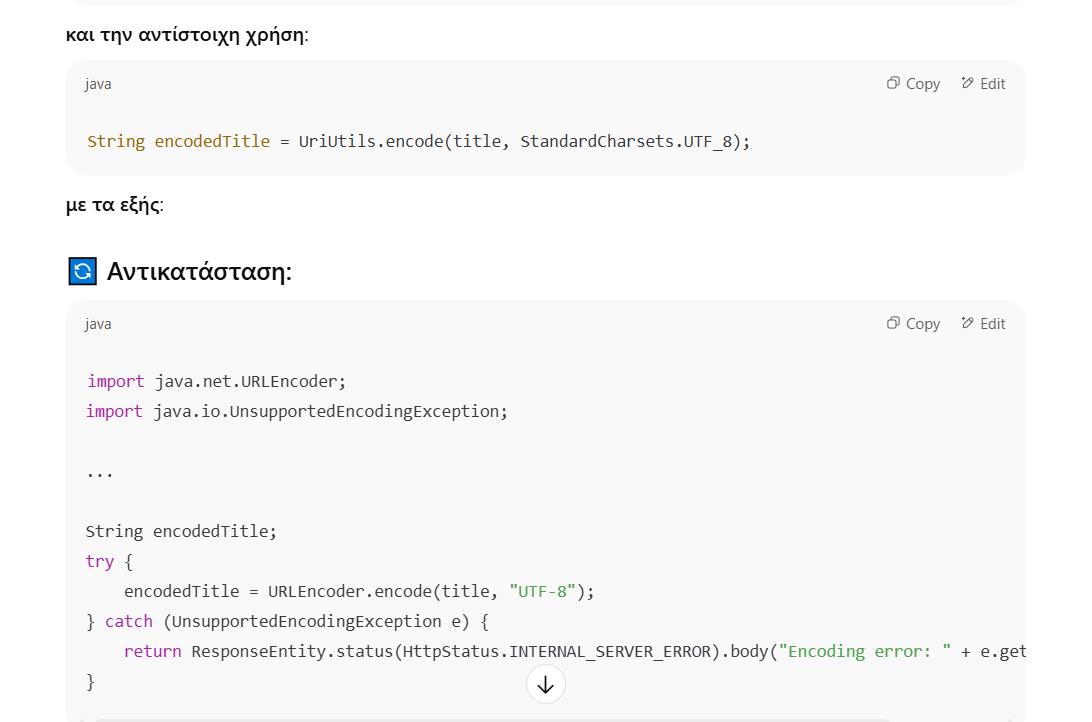 και την αντίστοιχη χρήση:
java
Copy Edit
String encodedTitle = UriUtils.encode(title, StandardCharsets.UTF_8);
με τα εξής:
Αντικατάσταση:
java
Copy Edit
import java.net.URLEncoder;
import java.io.UnsupportedEncodingException;
...
String encodedTitle;
try {
    encodedTitle = URLEncoder.encode(title, "UTF-8");
} catch (UnsupportedEncodingException e) {
    return ResponseEntity.status(HttpStatus.INTERNAL_SERVER_ERROR).body("Encoding error: " + e.get
}